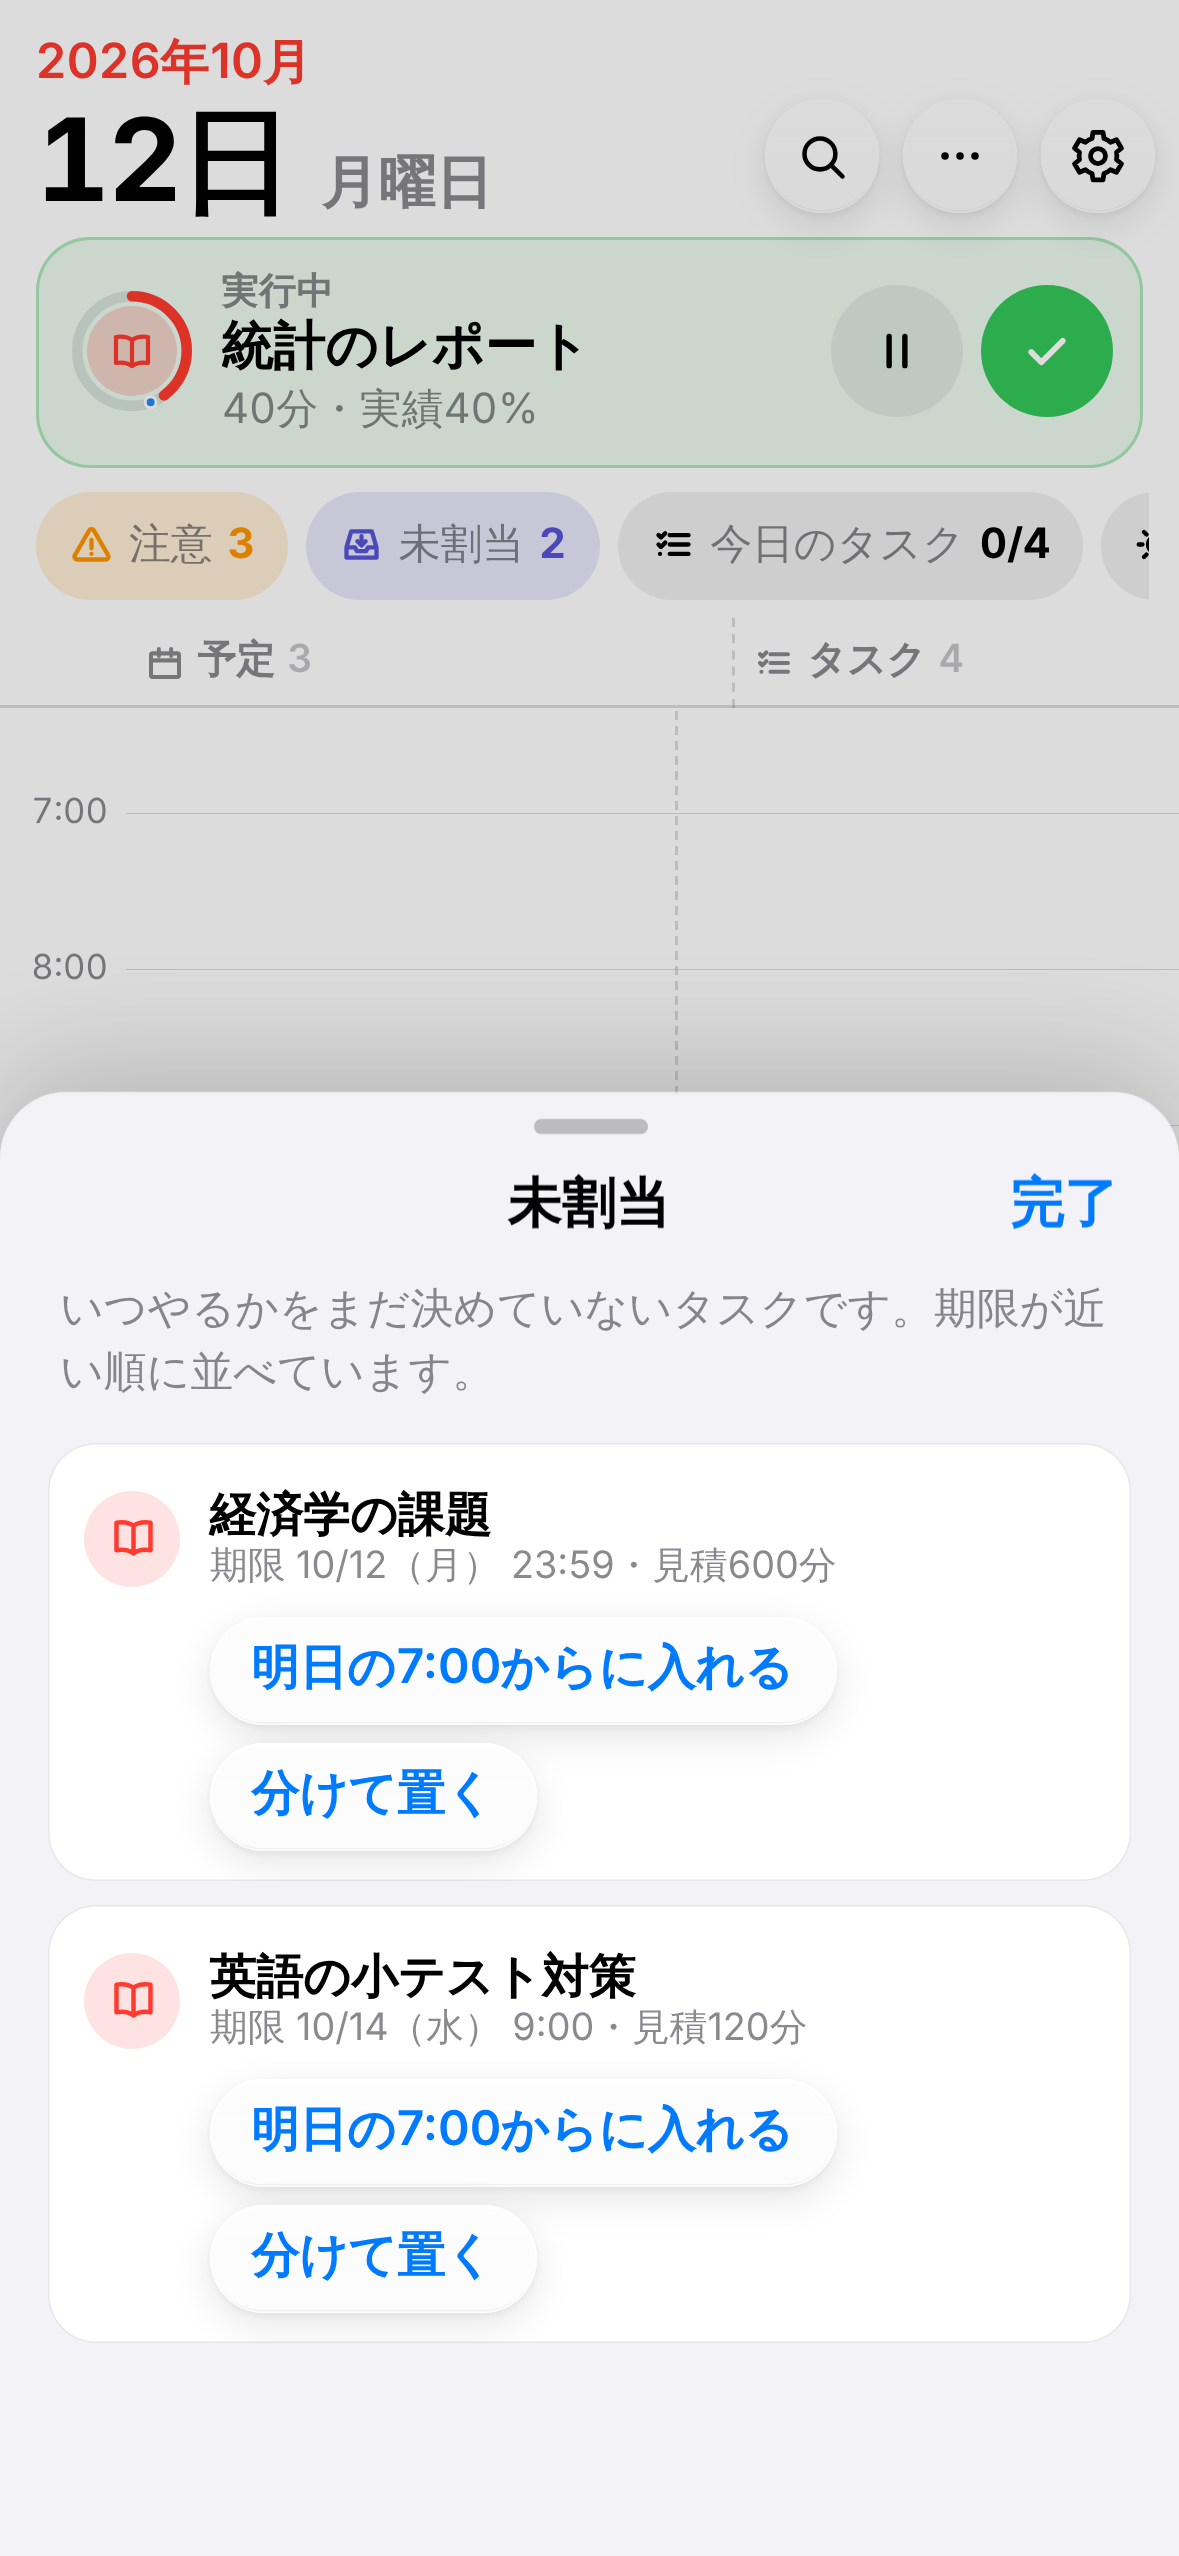 2026年10月
12日 月曜日
実行中
統計のレポート
40分・実績40%
注意 3 未割当 2 今日のタスク 0/4
予定 3 タスク 4
7:00
8:00
未割当 完了
いつやるかをまだ決めていないタスクです。期限が近
い順に並べています。
経済学の課題
期限 10/12（月） 23:59・見積600分
明日の7:00からに入れる
分けて置く
英語の小テスト対策
期限 10/14（水） 9:00・見積120分
明日の7:00からに入れる
分けて置く